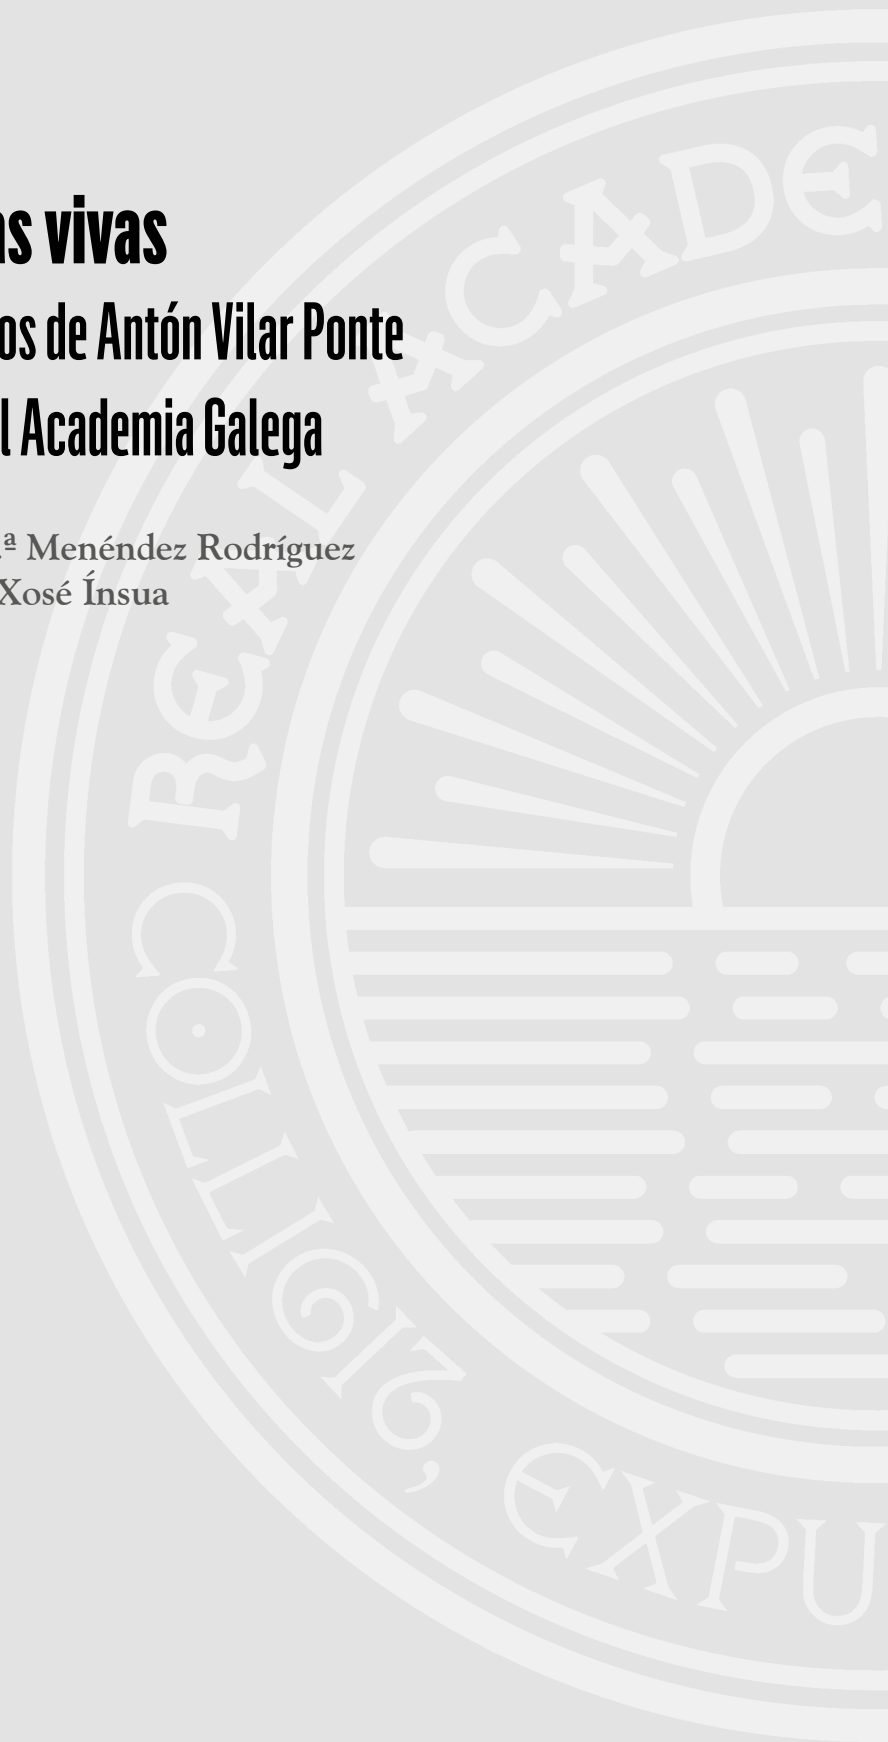 as vivas
os de Antón Vilar Ponte
l Academia Galega
.ª Menéndez Rodríguez
Xosé Ínsua
REAL ACADE
COLLIGIT, EXPU